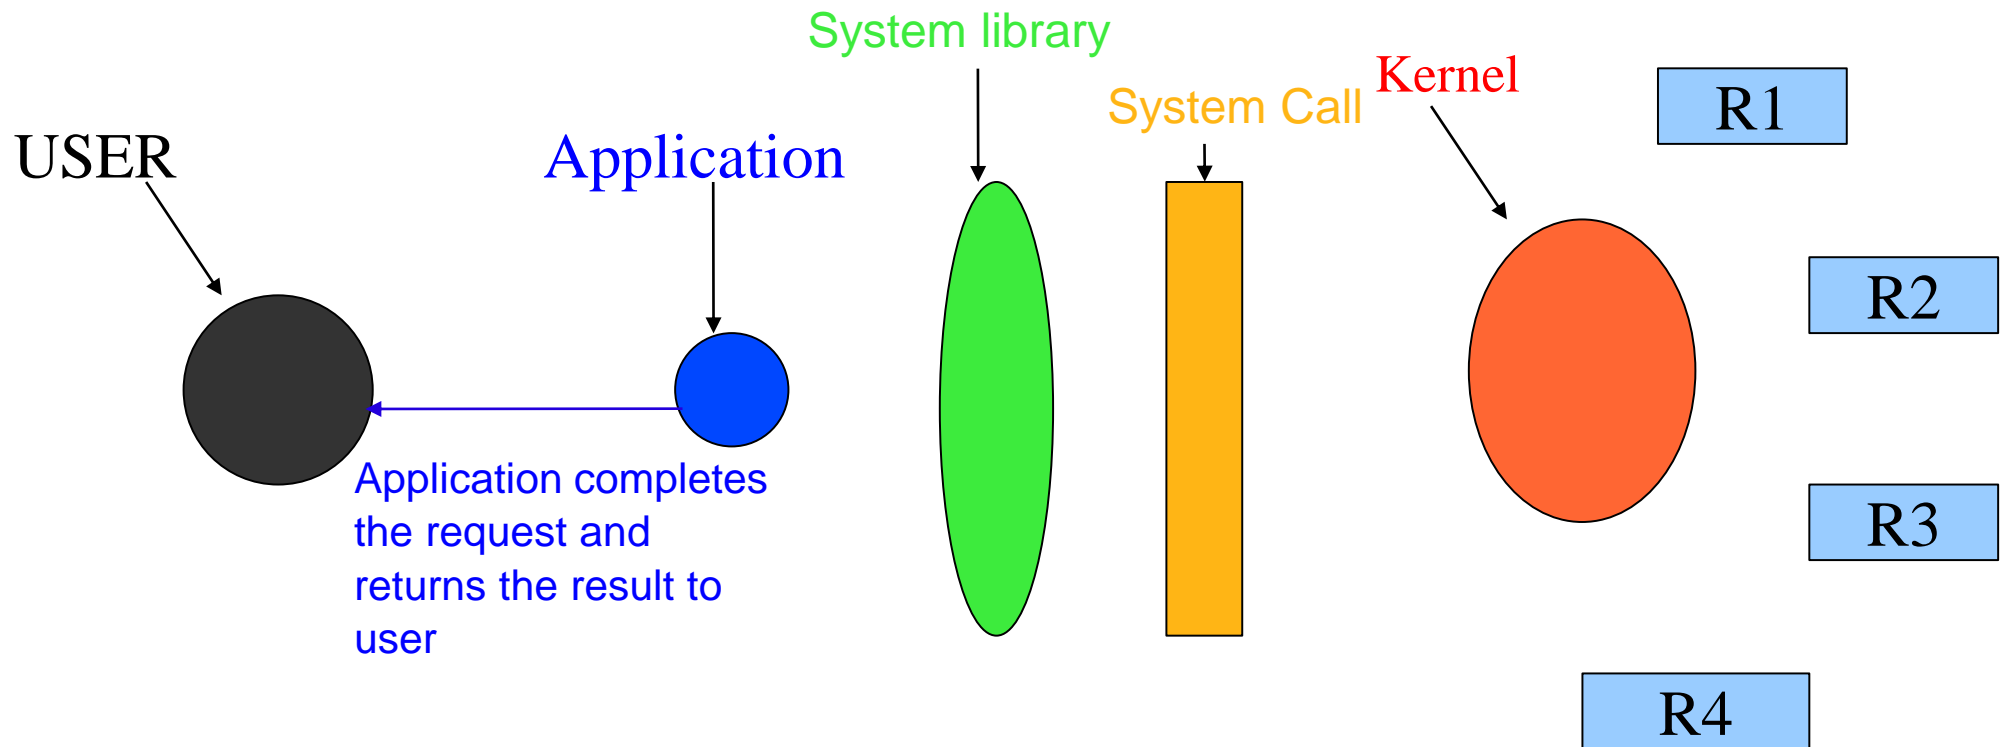 System library
Kernel
System Call
R1
USER
Application
R2
Application completes
the request and
returns the result to
user
R3
R4